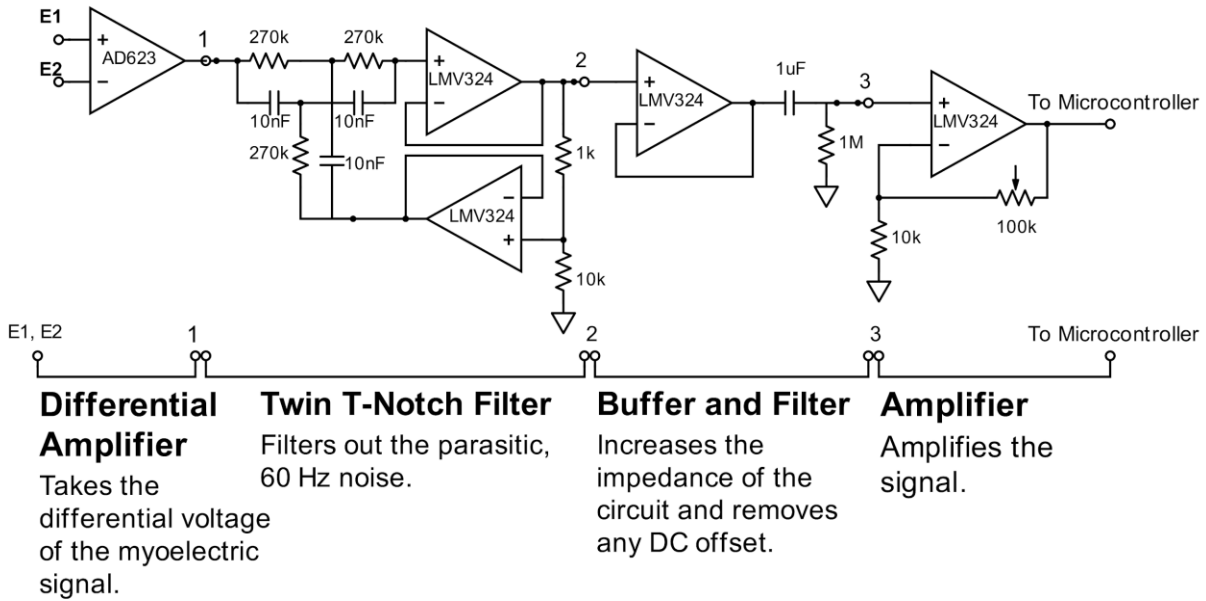 E1
E2
+
−
AD623
1
270k
270k
10nF
10nF
270k
10nF
+
−
LMV324
2
1k
−
LMV324
+
10k
+
LMV324
−
1uF
3
1M
+
LMV324
−
To Microcontroller
100k
10k
E1, E2
1
2
3
To Microcontroller
Differential
Amplifier
Takes the
differential voltage
of the myoelectric
signal.
Twin T-Notch Filter
Filters out the parasitic,
60 Hz noise.
Buffer and Filter
Increases the
impedance of the
circuit and removes
any DC offset.
Amplifier
Amplifies the
signal.